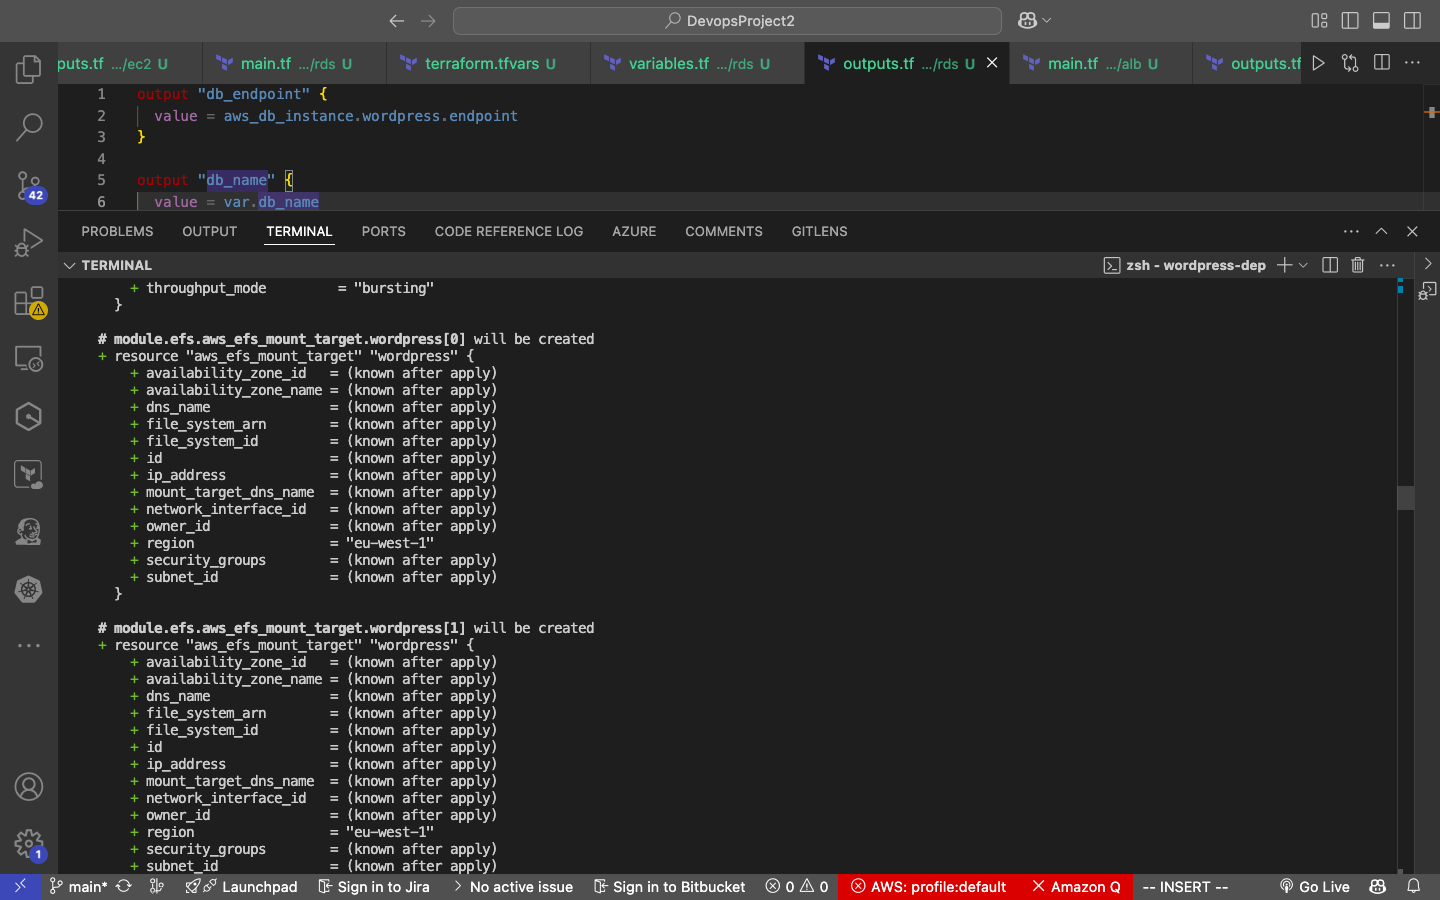 DevopsProject2
puts.tf .../ec2 U
main.tf .../rds U
terraform.tfvars U
variables.tf .../rds U
outputs.tf .../rds U
main.tf .../alb U
outputs.tf
1 output "db_endpoint" {
2 value = aws_db_instance.wordpress.endpoint
3 }
4
5 output "db_name" {
6 value = var.db_name
PROBLEMS OUTPUT TERMINAL PORTS CODE REFERENCE LOG AZURE COMMENTS GITLENS
TERMINAL
zsh - wordpress-dep
+ throughput_mode = "bursting"
}
# module.efs.aws_efs_mount_target.wordpress[0] will be created
+ resource "aws_efs_mount_target" "wordpress" {
+ availability_zone_id = (known after apply)
+ availability_zone_name = (known after apply)
+ dns_name = (known after apply)
+ file_system_arn = (known after apply)
+ file_system_id = (known after apply)
+ id = (known after apply)
+ ip_address = (known after apply)
+ mount_target_dns_name = (known after apply)
+ network_interface_id = (known after apply)
+ owner_id = (known after apply)
+ region = "eu-west-1"
+ security_groups = (known after apply)
+ subnet_id = (known after apply)
}
# module.efs.aws_efs_mount_target.wordpress[1] will be created
+ resource "aws_efs_mount_target" "wordpress" {
+ availability_zone_id = (known after apply)
+ availability_zone_name = (known after apply)
+ dns_name = (known after apply)
+ file_system_arn = (known after apply)
+ file_system_id = (known after apply)
+ id = (known after apply)
+ ip_address = (known after apply)
+ mount_target_dns_name = (known after apply)
+ network_interface_id = (known after apply)
+ owner_id = (known after apply)
+ region = "eu-west-1"
+ security_groups = (known after apply)
+ subnet_id = (known after apply)
42
1
main* Launchpad Sign in to Jira No active issue Sign in to Bitbucket 0 0 AWS: profile:default Amazon Q -- INSERT -- Go Live